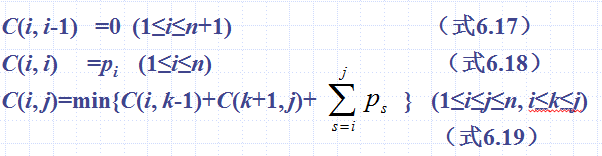 C(i, i-1) =0 (1≤i≤n+1) （式6.17）
C(i, i) =pᵢ (1≤i≤n) （式6.18）
C(i, j)=min{C(i, k-1)+C(k+1, j)+ ∑_{s=i}^{j} pₛ } (1≤i≤j≤n, i≤k≤j)
（式6.19）